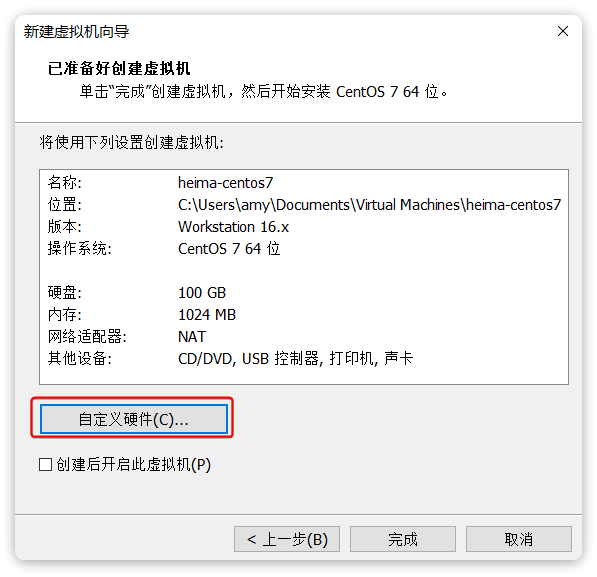 新建虚拟机向导
已准备好创建虚拟机
单击“完成”创建虚拟机，然后开始安装 CentOS 7 64 位。
将使用下列设置创建虚拟机:
名称: heima-centos7
位置: C:\Users\amy\Documents\Virtual Machines\heima-centos7
版本: Workstation 16.x
操作系统: CentOS 7 64 位
硬盘: 100 GB
内存: 1024 MB
网络适配器: NAT
其他设备: CD/DVD, USB 控制器, 打印机, 声卡
自定义硬件(C)...
创建后开启此虚拟机(P)
< 上一步(B) 完成 取消